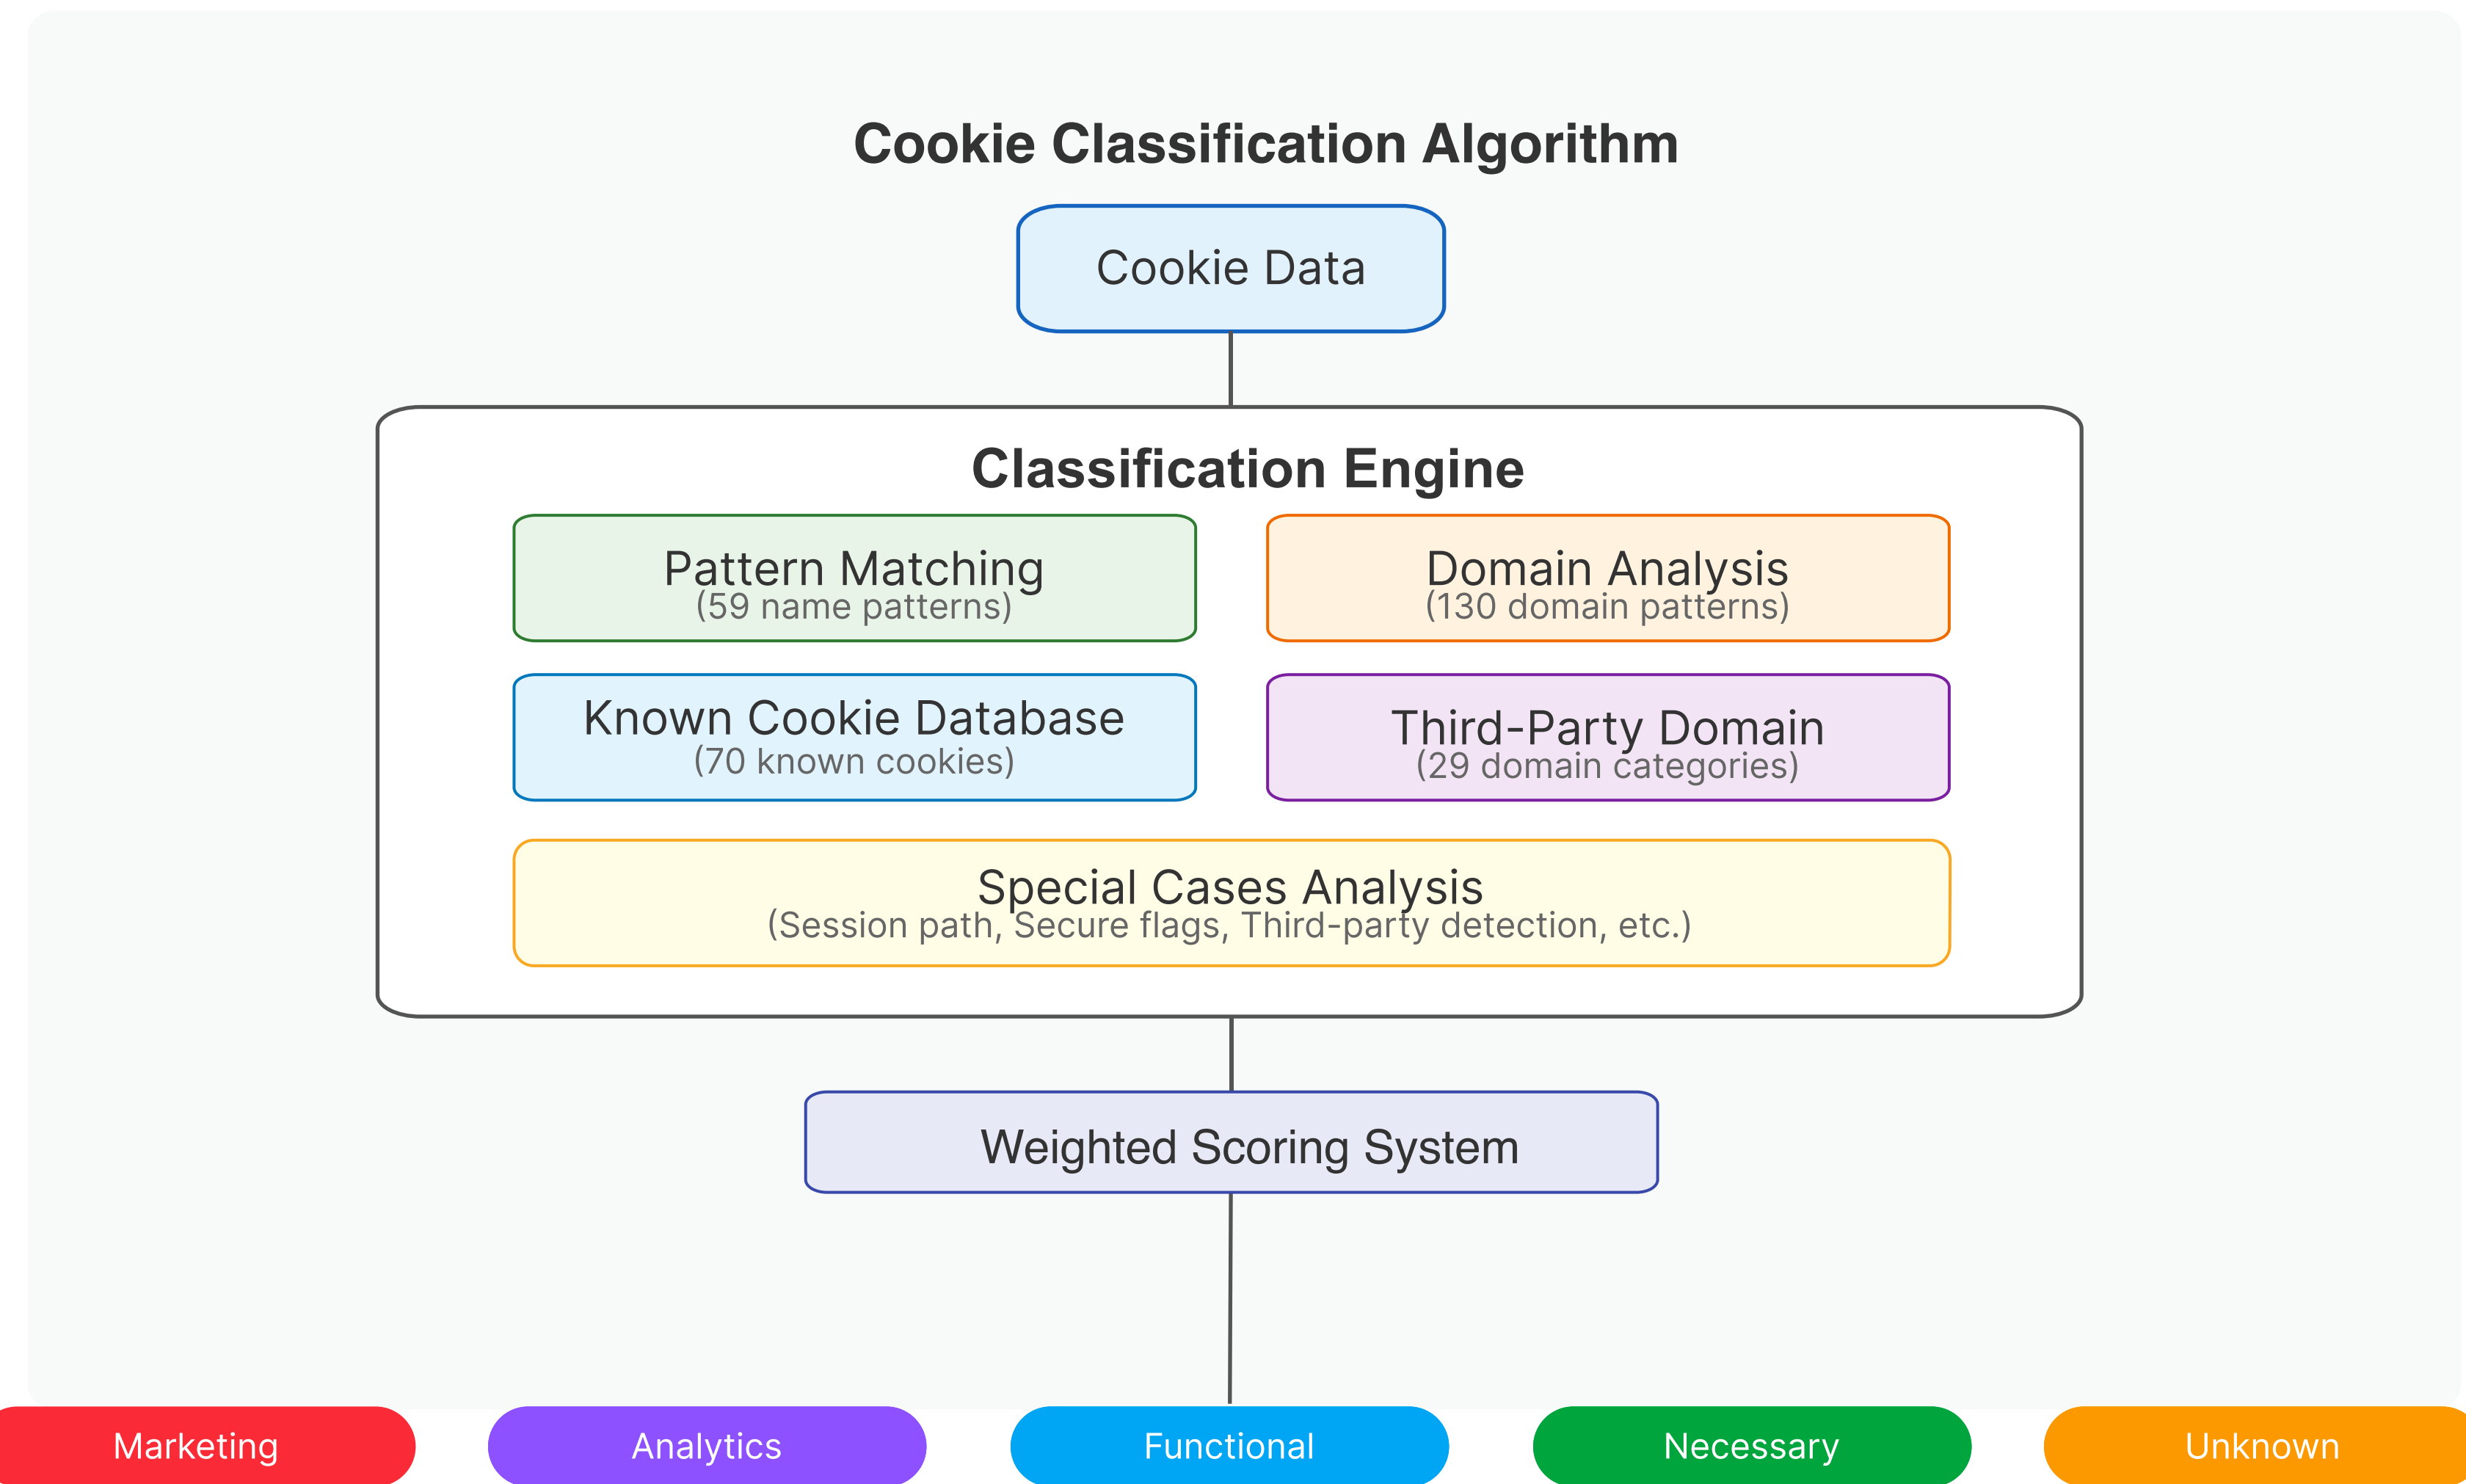 Cookie Classification Algorithm
Cookie Data
Classification Engine
Pattern Matching
(59 name patterns)
Domain Analysis
(130 domain patterns)
Known Cookie Database
(70 known cookies)
Third-Party Domain
(29 domain categories)
Special Cases Analysis
(Session path, Secure flags, Third-party detection, etc.)
Weighted Scoring System
Marketing
Analytics
Functional
Necessary
Unknown